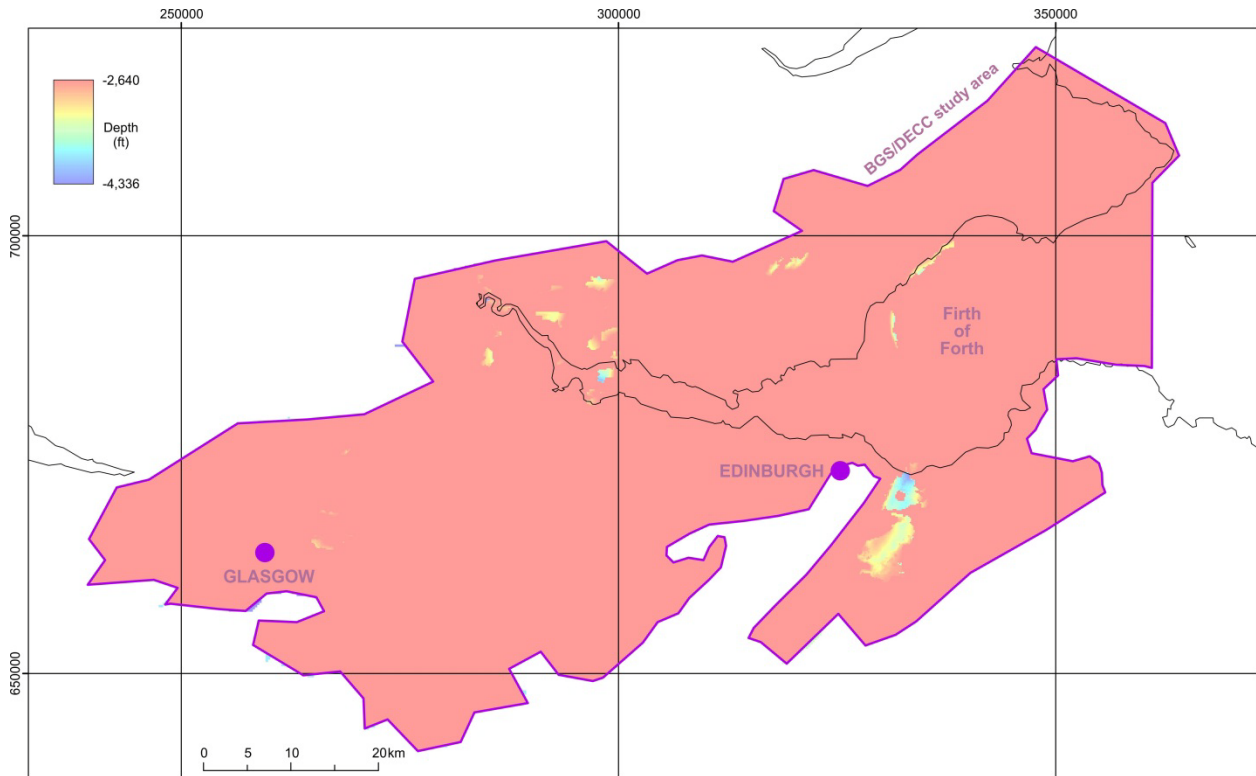 250000
300000
350000
-2,640
Depth
(ft)
-4,336
BGS/DECC study area
700000
Firth
of
Forth
EDINBURGH
GLASGOW
650000
0 5 10 20km